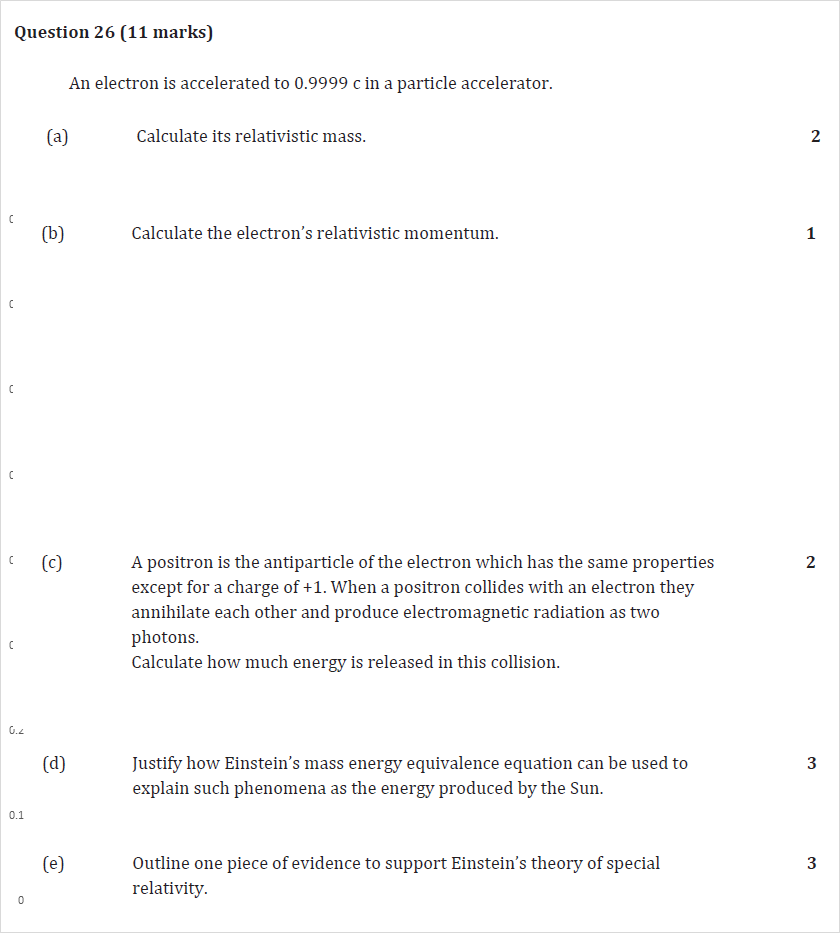 Question 26 (11 marks)
An electron is accelerated to 0.9999 c in a particle accelerator.
(a) Calculate its relativistic mass. 2
(b) Calculate the electron’s relativistic momentum. 1
(c) A positron is the antiparticle of the electron which has the same properties 2
except for a charge of +1. When a positron collides with an electron they
annihilate each other and produce electromagnetic radiation as two
photons.
Calculate how much energy is released in this collision.
(d) Justify how Einstein’s mass energy equivalence equation can be used to 3
explain such phenomena as the energy produced by the Sun.
0.1
(e) Outline one piece of evidence to support Einstein’s theory of special 3
relativity.
0